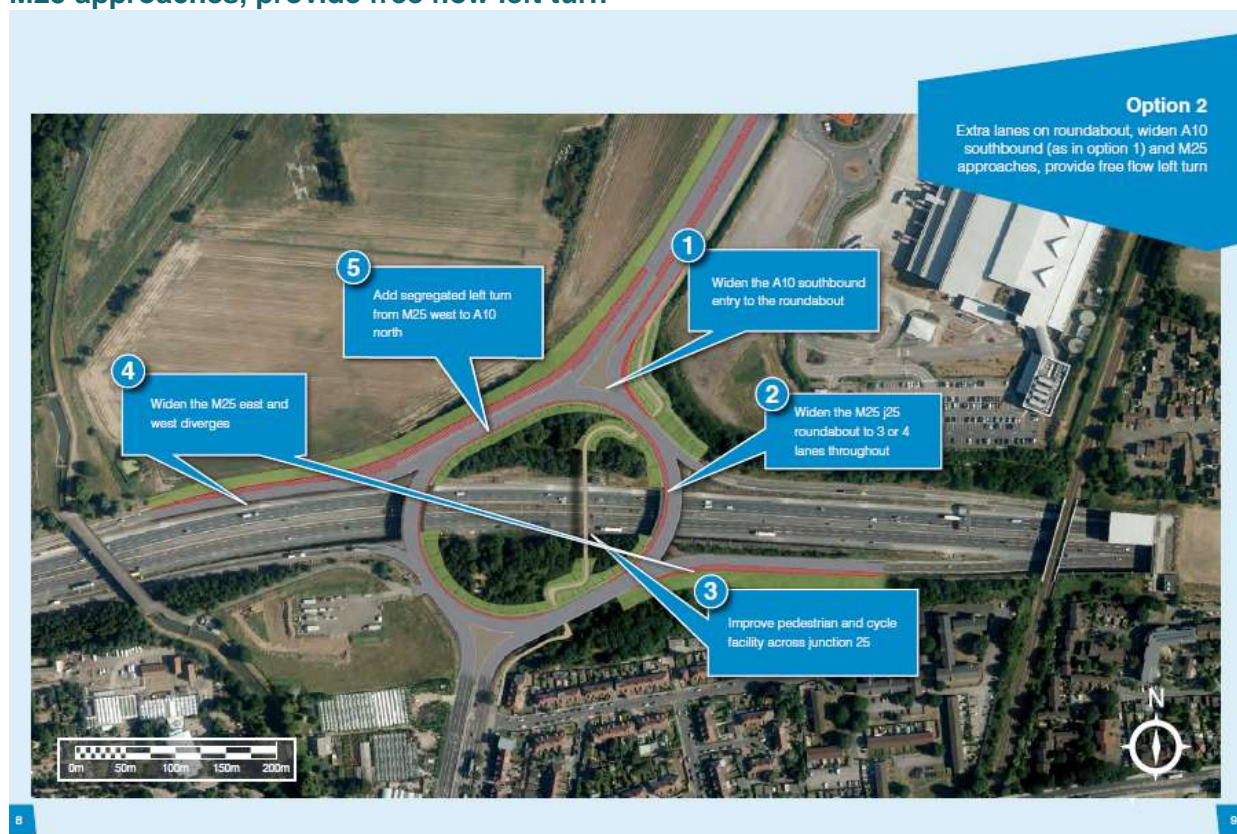 M25 approaches, provide free flow left turn
Option 2
Extra lanes on roundabout, widen A10
southbound (as in option 1) and M25
approaches, provide free flow left turn
1
Widen the A10 southbound
entry to the roundabout
5
Add segregated left turn
from M25 west to A10
north
4
Widen the M25 east and
west diverges
2
Widen the M25 j25
roundabout to 3 or 4
lanes throughout
3
Improve pedestrian and cycle
facility across junction 25
N
0m 50m 100m 150m 200m
8
9